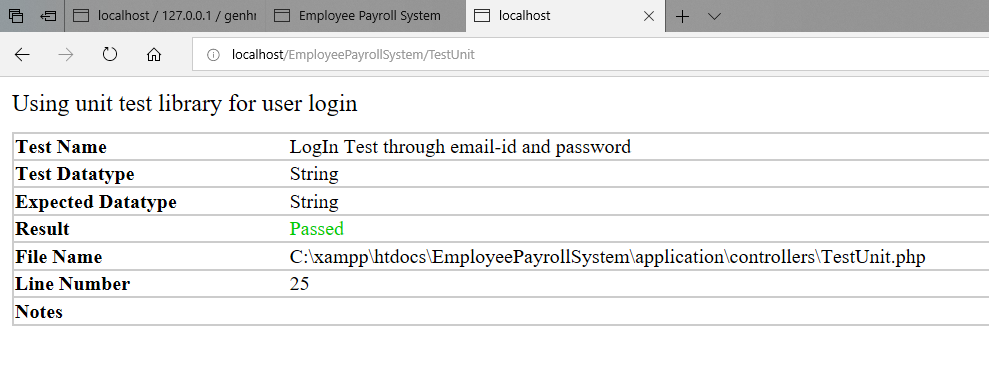 localhost / 127.0.0.1 / genhr
Employee Payroll System
localhost
localhost/EmployeePayrollSystem/TestUnit
Using unit test library for user login
Test Name LogIn Test through email-id and password
Test Datatype String
Expected Datatype String
Result Passed
File Name C:\xampp\htdocs\EmployeePayrollSystem\application\controllers\TestUnit.php
Line Number 25
Notes